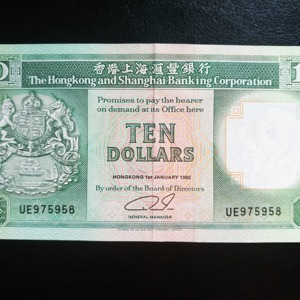 香港上海滙豐銀行
The Hongkong and Shanghai Banking Corporation
Promises to pay the bearer
on demand at its Office here
TEN
DOLLARS
HONGKONG 1st JANUARY 1992
By order of the Board of Directors
GENERAL MANAGER
UE975958
UE975958